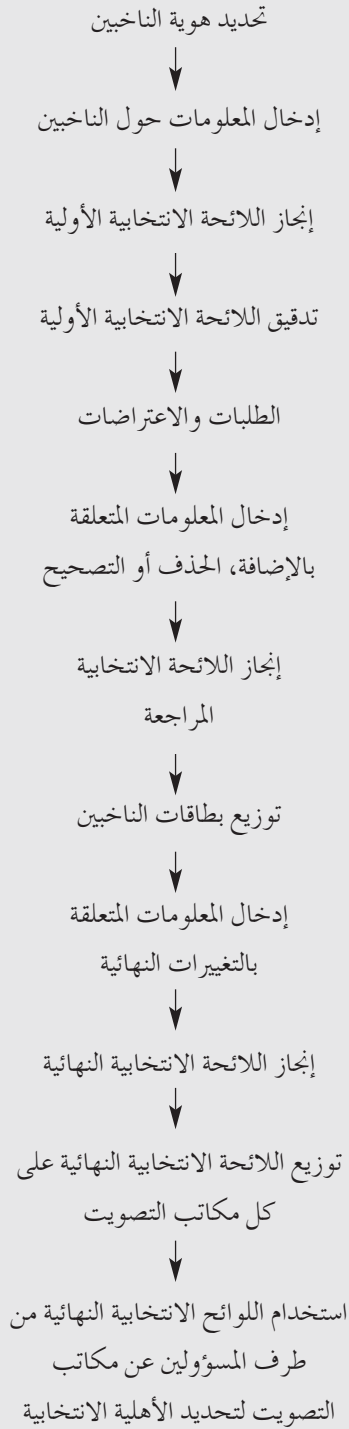 تحديد هوية الناخبين
إدخال المعلومات حول الناخبين
إنجاز اللائحة الانتخابية الأولية
تدقيق اللائحة الانتخابية الأولية
الطلبات والاعتراضات
إدخال المعلومات المتعلقة
بالإضافة، الحذف أو التصحيح
إنجاز اللائحة الانتخابية
المراجعة
توزيع بطاقات الناخبين
إدخال المعلومات المتعلقة
بالتغييرات النهائية
إنجاز اللائحة الانتخابية النهائية
توزيع اللائحة الانتخابية النهائية على
كل مكاتب التصويت
استخدام اللوائح الانتخابية النهائية من
طرف المسؤولين عن مكاتب
التصويت لتحديد الأهلية الانتخابية